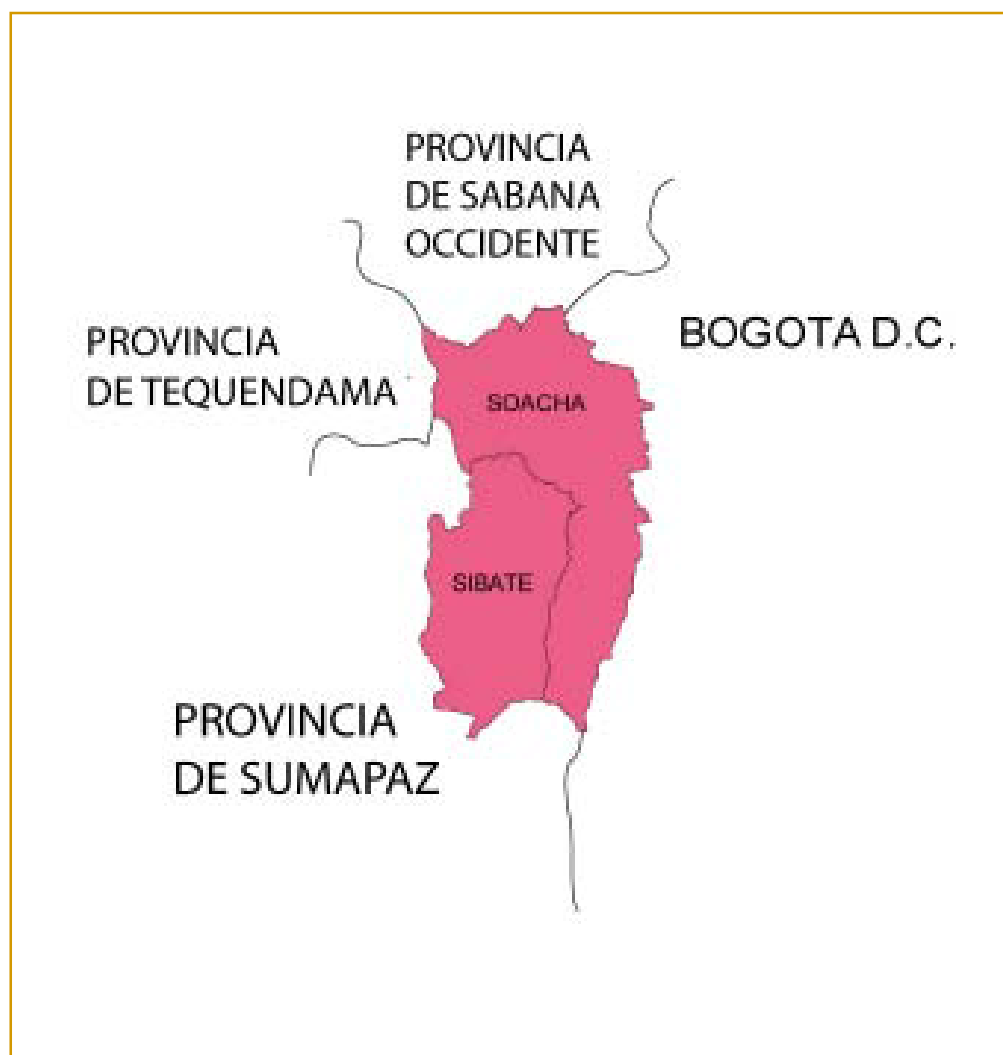 PROVINCIA
DE SABANA
OCCIDENTE
PROVINCIA
DE TEQUENDAMA
BOGOTA D.C.
SOACHA
SIBATE
PROVINCIA
DE SUMAPAZ